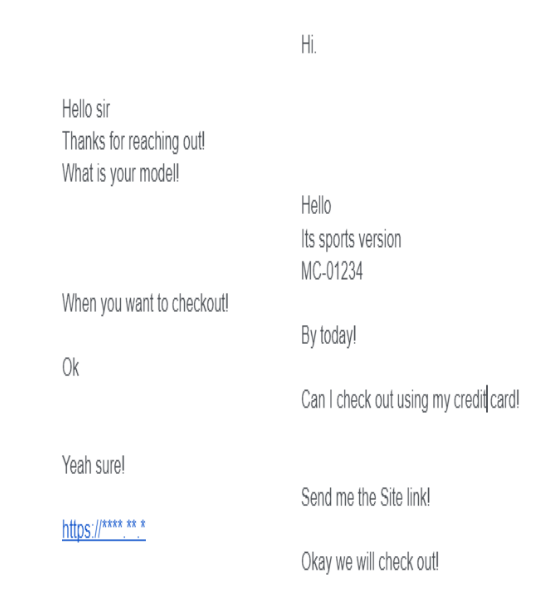 Hi.
Hello sir
Thanks for reaching out!
What is your model!
Hello
Its sports version
MC-01234
When you want to checkout!
By today!
Ok
Can I check out using my credit card!
Yeah sure!
Send me the Site link!
https://****.**.*
Okay we will check out!